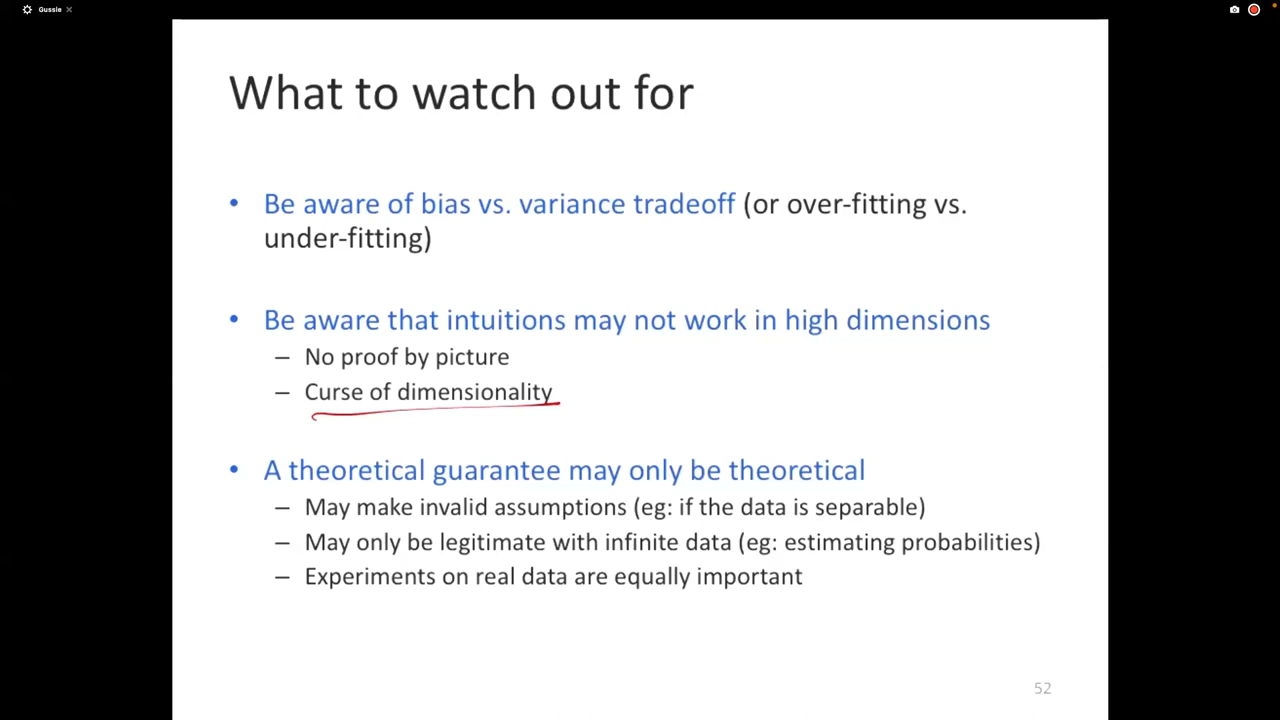 Gussie
What to watch out for
• Be aware of bias vs. variance tradeoff (or over-fitting vs.
under-fitting)
• Be aware that intuitions may not work in high dimensions
– No proof by picture
– Curse of dimensionality
• A theoretical guarantee may only be theoretical
– May make invalid assumptions (eg: if the data is separable)
– May only be legitimate with infinite data (eg: estimating probabilities)
– Experiments on real data are equally important
52